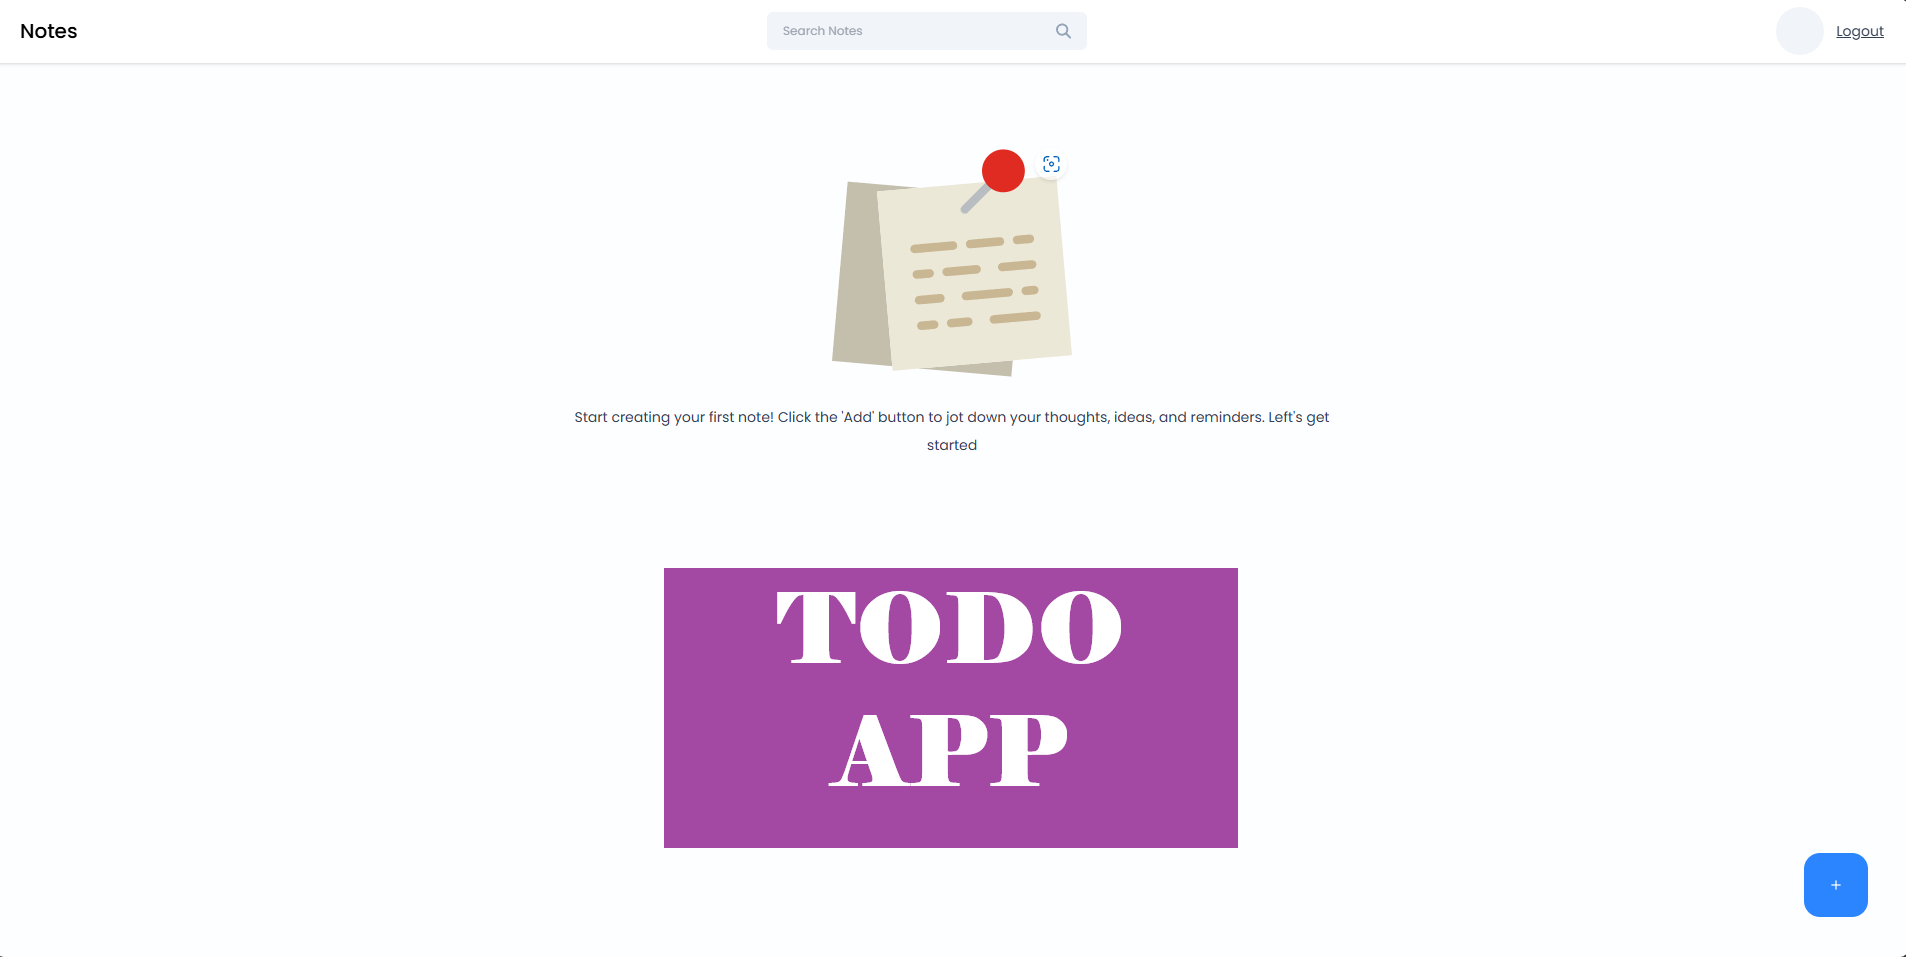 Notes
Search Notes
Logout
Start creating your first note! Click the 'Add' button to jot down your thoughts, ideas, and reminders. Left's get
started
TODO
APP
+